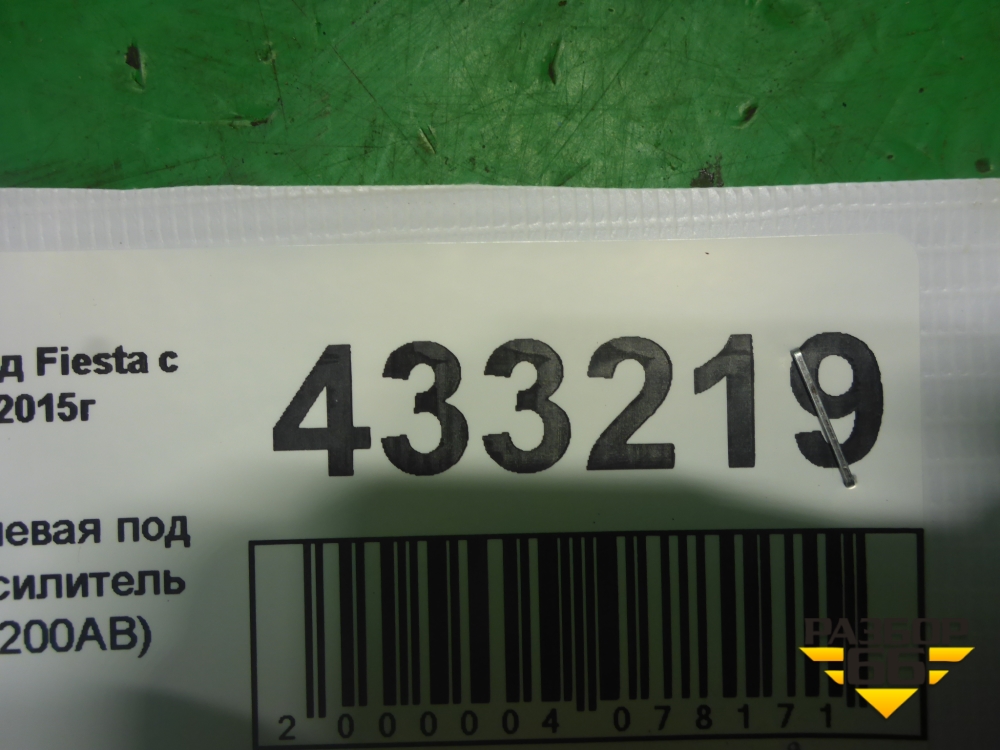 д Fiesta с
2015г
433219
левая под
силитель
200AB)
2 000004 078171
РАЗБОР
66